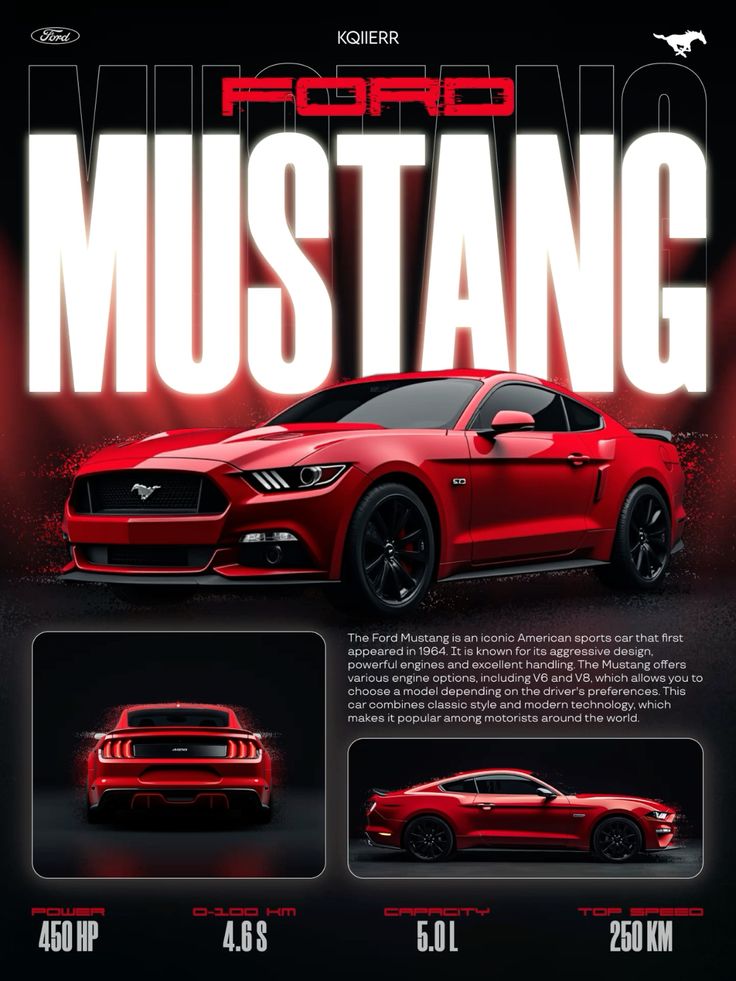 Ford
KQIIERR
MUSTANG
FORD
MUSTANG
5.0
The Ford Mustang is an iconic American sports car that first
appeared in 1964. It is known for its aggressive design,
powerful engines and excellent handling. The Mustang offers
various engine options, including V6 and V8, which allows you to
choose a model depending on the driver's preferences. This
car combines classic style and modern technology, which
makes it popular among motorists around the world.
POWER
0-100 KM
CAPACITY
TOP SPEED
450 HP
4.6 S
5.0 L
250 KM